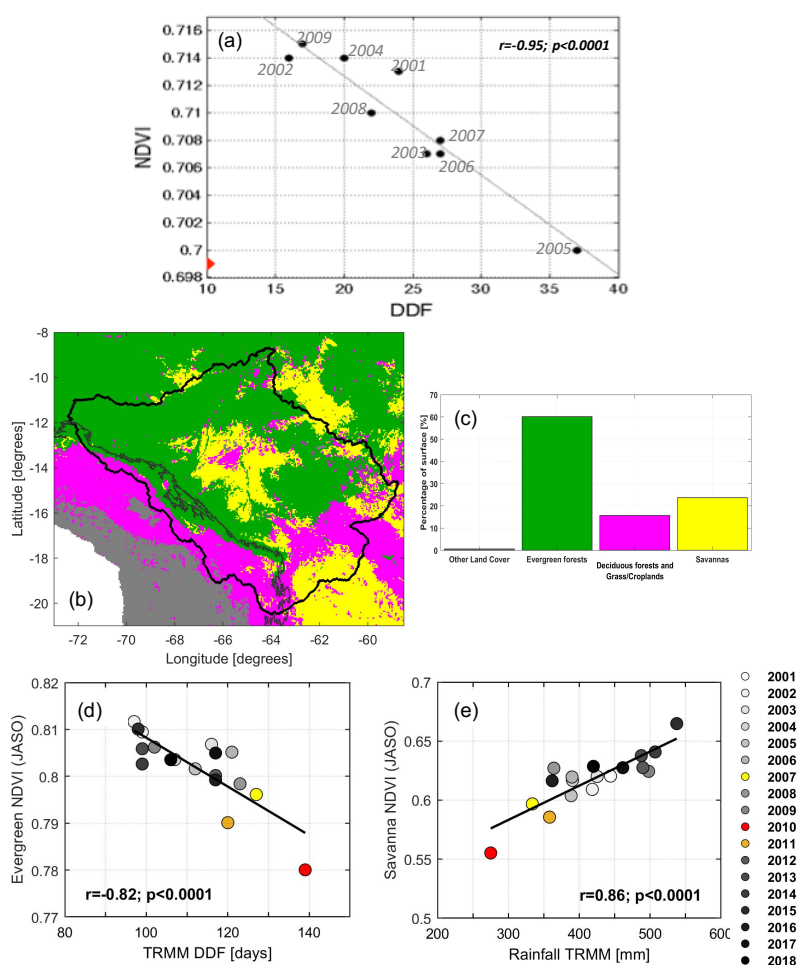 (a)
r=-0.95; p<0.0001
0.716
0.714
0.712
0.71
0.708
0.706
0.704
0.702
0.7
0.698
NDVI
2009
2004
2001
2002
2008
2007
2003
2006
2005
10 15 20 25 30 35 40
DDF
-8
-10
-12
-14
-16
-18
-20
Latitude [degrees]
(b)
-72 -70 -68 -66 -64 -62 -60
Longitude [degrees]
(c)
Percentage of surface [%]
70
60
50
40
30
20
10
0
Other Land Cover Evergreen forests Deciduous forests and Savannas
Grass/Croplands
(d)
Evergreen NDVI (JASO)
0.82
0.81
0.8
0.79
0.78
0.77
r=-0.82; p<0.0001
80 100 120 140
TRMM DDF [days]
(e)
Savanna NDVI (JASO)
0.7
0.65
0.6
0.55
0.5
r=0.86; p<0.0001
200 300 400 500 600
Rainfall TRMM [mm]
2001
2002
2003
2004
2005
2006
2007
2008
2009
2010
2011
2012
2013
2014
2015
2016
2017
2018